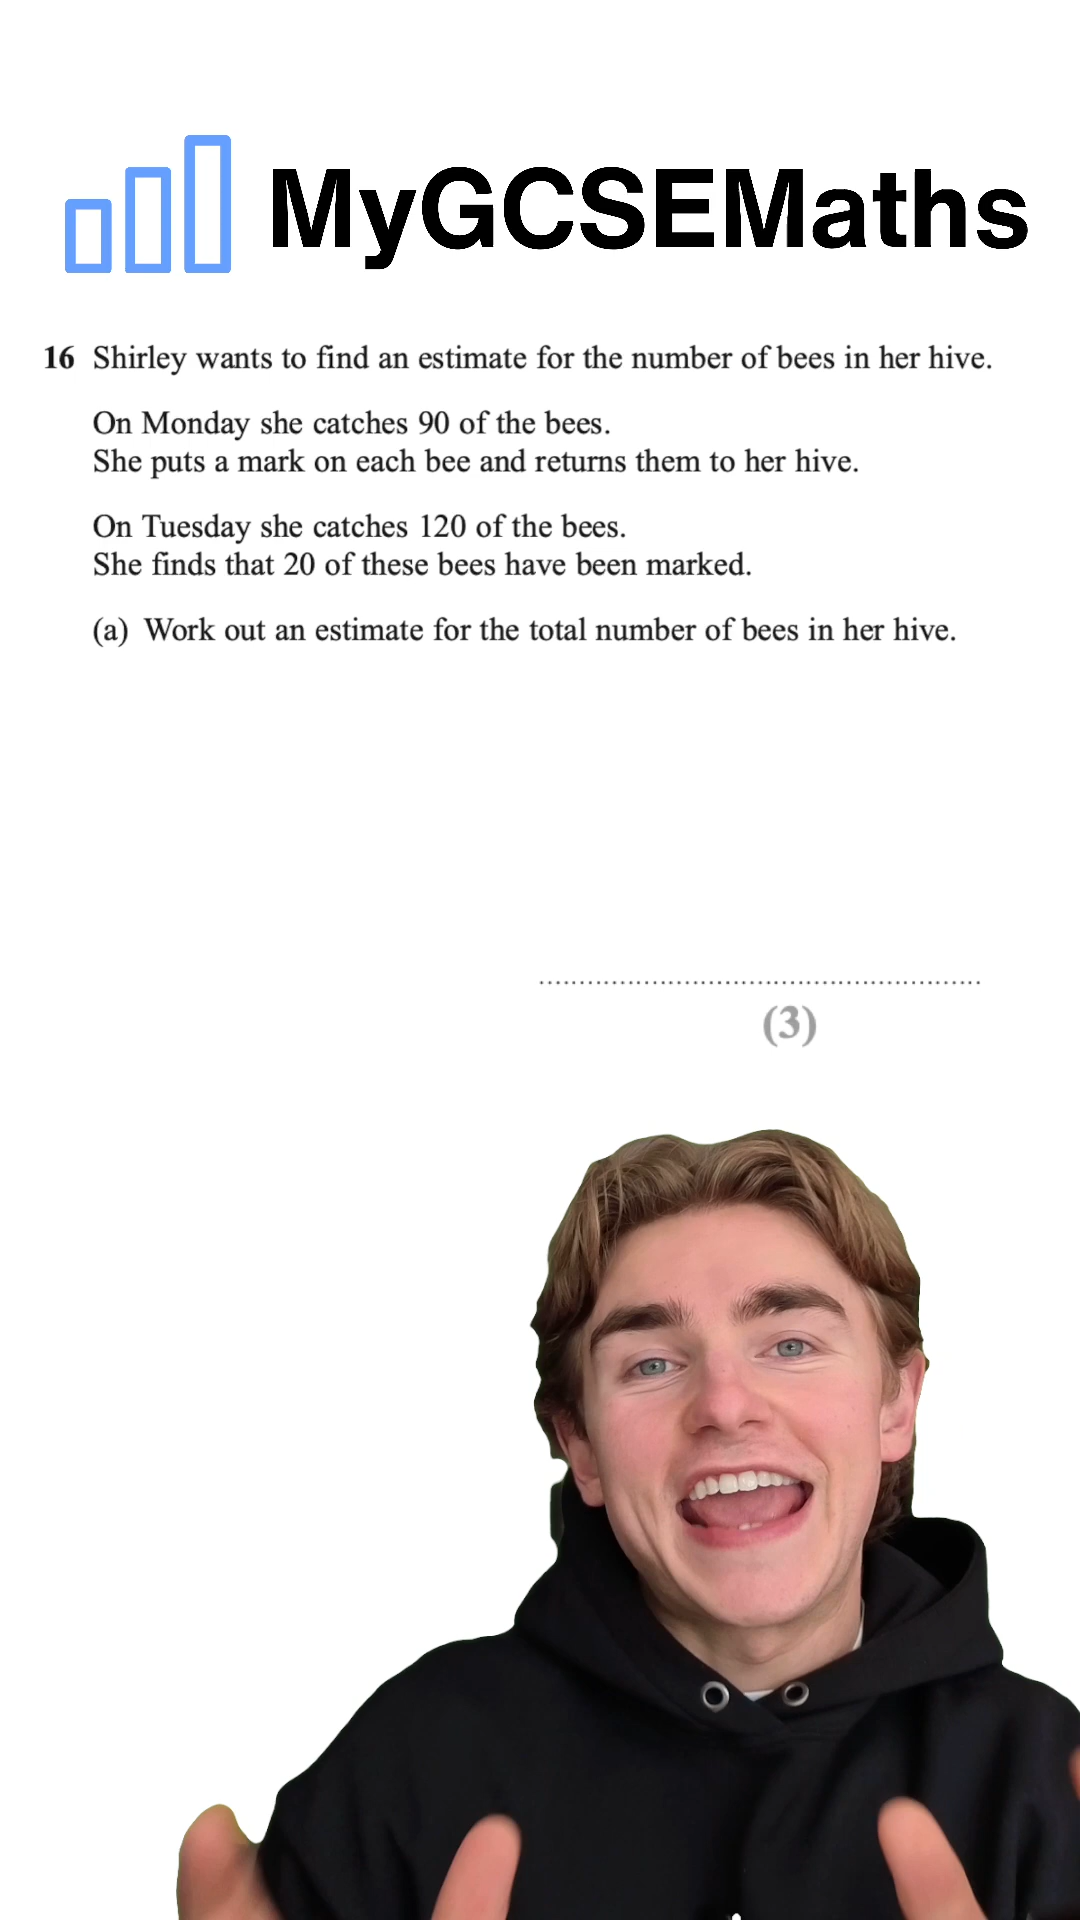 MyGCSEMaths
16 Shirley wants to find an estimate for the number of bees in her hive.
On Monday she catches 90 of the bees.
She puts a mark on each bee and returns them to her hive.
On Tuesday she catches 120 of the bees.
She finds that 20 of these bees have been marked.
(a) Work out an estimate for the total number of bees in her hive.
(3)